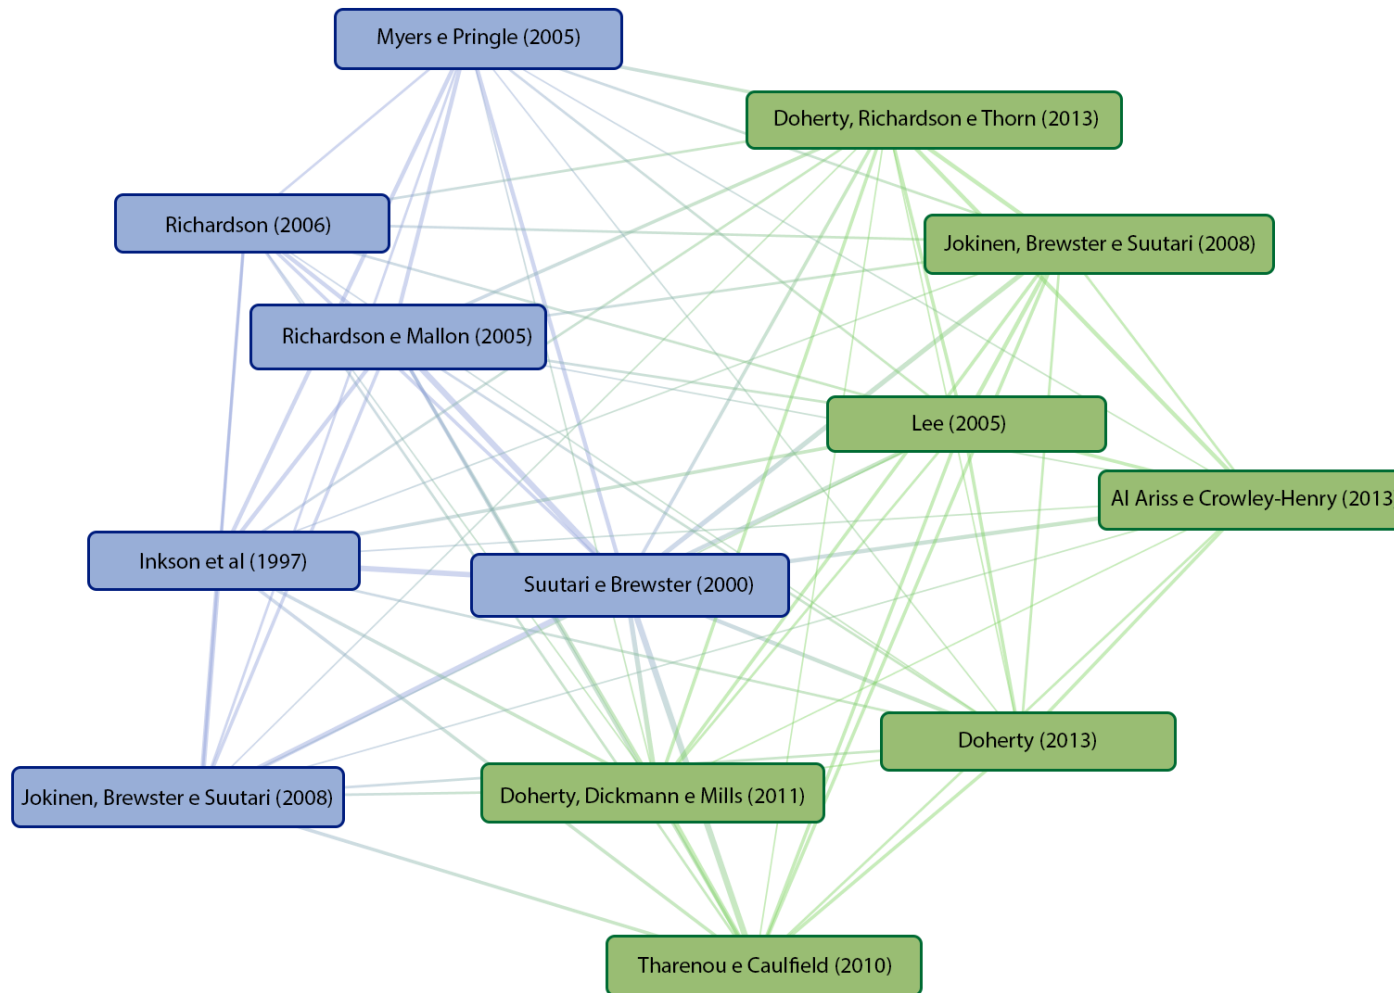 Myers e Pringle (2005)
Doherty, Richardson e Thorn (2013)
Richardson (2006)
Jokinen, Brewster e Suutari (2008)
Richardson e Mallon (2005)
Lee (2005)
Al Ariss e Crowley-Henry (2013
Inkson et al (1997)
Suutari e Brewster (2000)
Doherty (2013)
Jokinen, Brewster e Suutari (2008)
Doherty, Dickmann e Mills (2011)
Tharenou e Caulfield (2010)